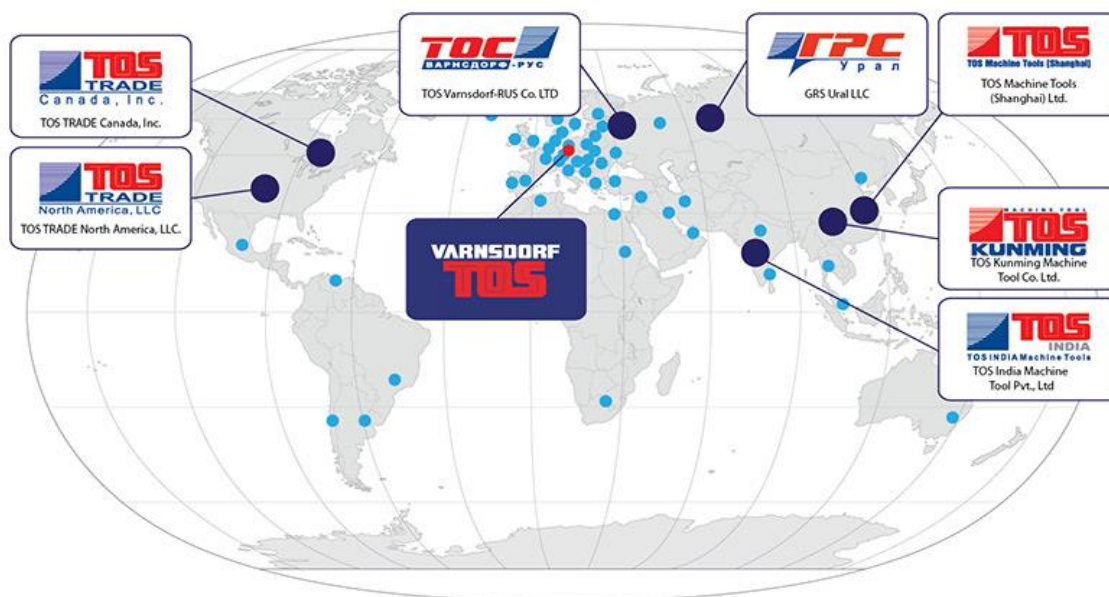 TOS
TRADE
Canada, Inc.
TOS TRADE Canada, Inc.
TOS
TRADE
North America, LLC
TOS TRADE North America, LLC.
ТОС
ВАРНСДОРФ-РУС
TOS Varnsdorf-RUS Co. LTD
ГРС
Урал
GRS Ural LLC
TOS
TOS Machine Tools (Shanghai)
TOS Machine Tools
(Shanghai) Ltd.
VARNSDORF
TOS
MACHINE TOOL
TOS
KUNMING
TOS Kunming Machine
Tool Co. Ltd.
TOS
INDIA
TOS INDIA Machine Tools
TOS India Machine
Tool Pvt., Ltd